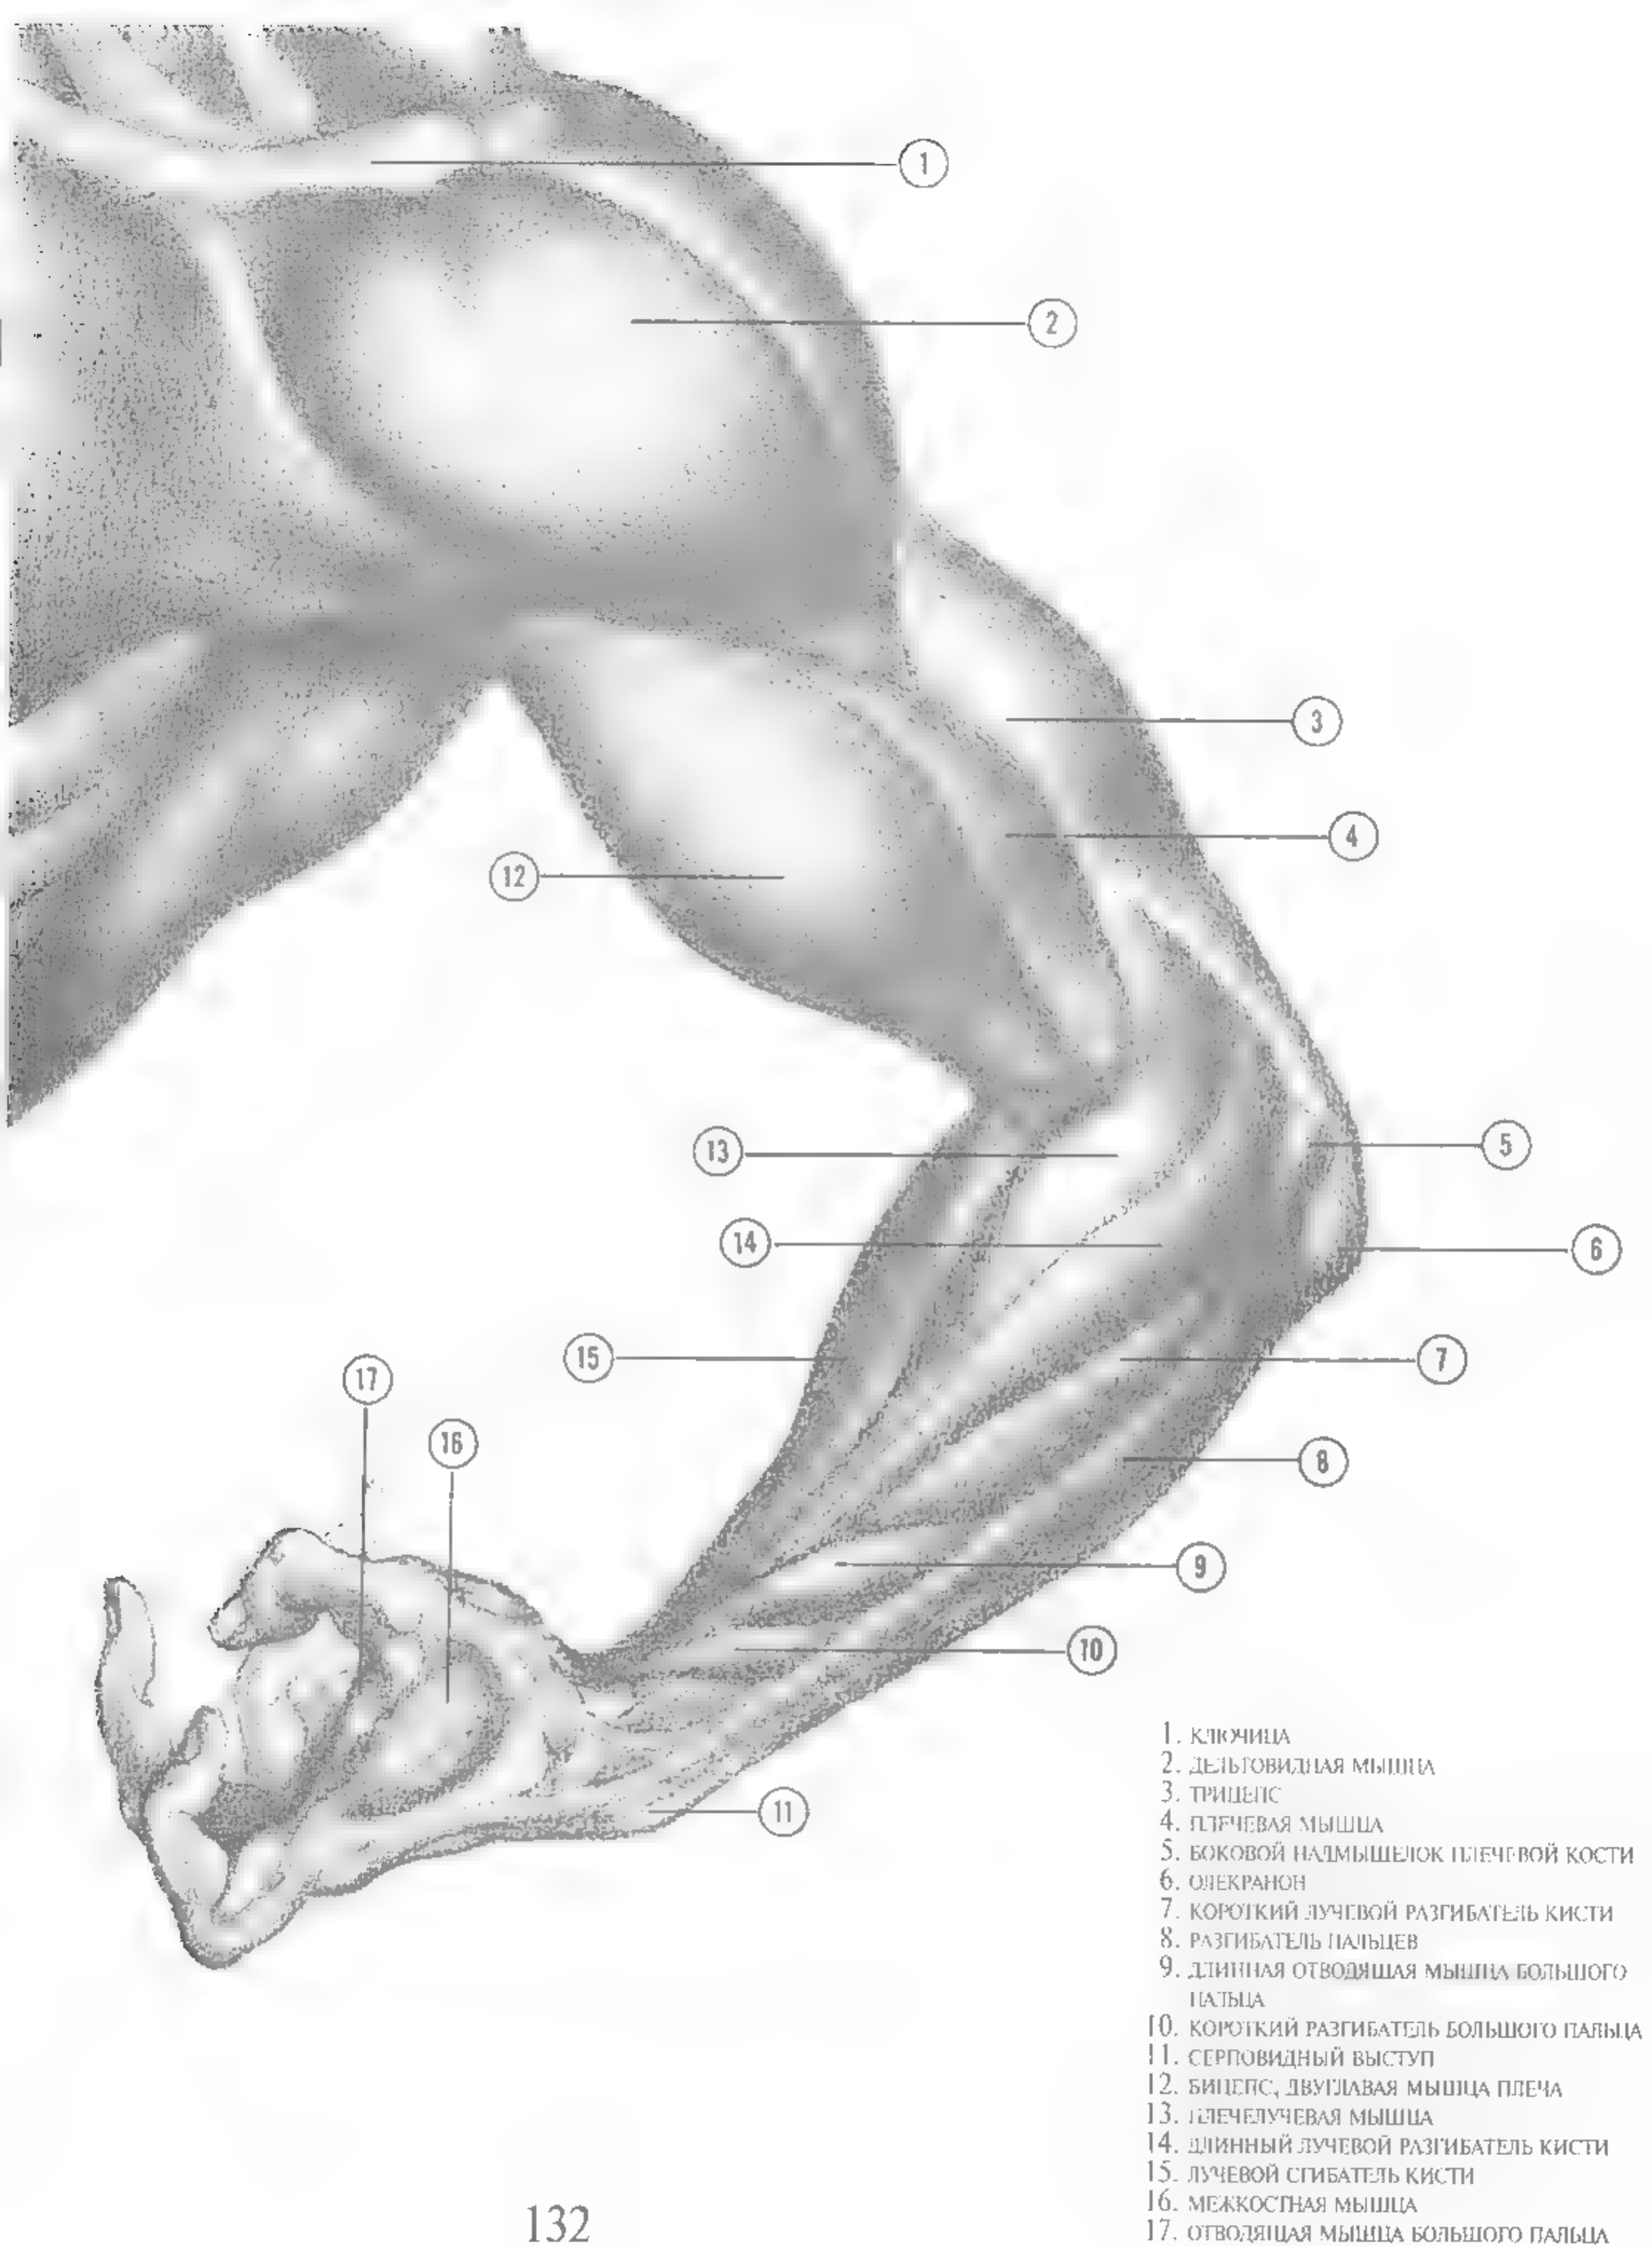 1
2
3
4
12
13
5
14
6
15
7
17
16
8
9
10
11
1. КЛЮЧИЦА
2. ДЕЛЬТОВИДНАЯ МЫШЦА
3. ТРИЦЕПС
4. ПЛЕЧЕВАЯ МЫШЦА
5. БОКОВОЙ НАДМЫЩЕЛОК ПЛЕЧЕВОЙ КОСТИ
6. ОЛЕКРАНОН
7. КОРОТКИЙ ЛУЧЕВОЙ РАЗГИБАТЕЛЬ КИСТИ
8. РАЗГИБАТЕЛЬ ПАЛЬЦЕВ
9. ДЛИННАЯ ОТВОДЯЩАЯ МЫШЦА БОЛЬШОГО
ПАЛЬЦА
10. КОРОТКИЙ РАЗГИБАТЕЛЬ БОЛЬШОГО ПАЛЬЦА
11. СЕРПОВИДНЫЙ ВЫСТУП
12. БИЦЕПС, ДВУГЛАВАЯ МЫШЦА ПЛЕЧА
13. ПЛЕЧЕЛУЧЕВАЯ МЫШЦА
14. ДЛИННЫЙ ЛУЧЕВОЙ РАЗГИБАТЕЛЬ КИСТИ
15. ЛУЧЕВОЙ СГИБАТЕЛЬ КИСТИ
16. МЕЖКОСТНАЯ МЫШЦА
17. ОТВОДЯЩАЯ МЫШЦА БОЛЬШОГО ПАЛЬЦА
132